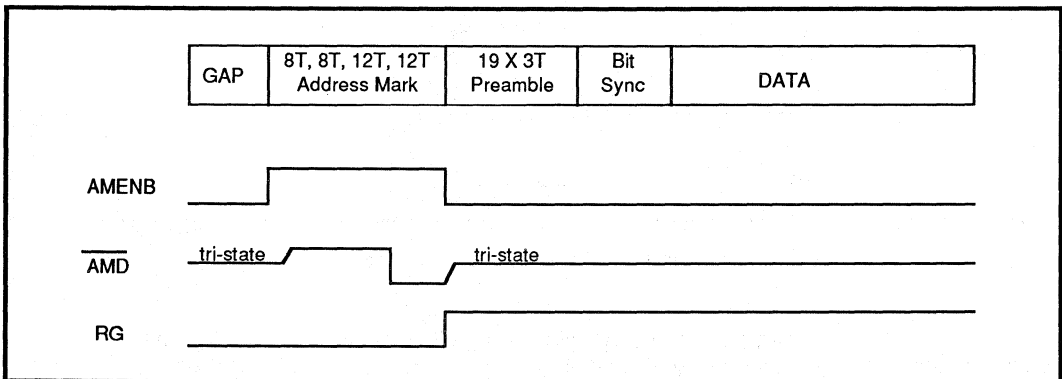 GAP
8T, 8T, 12T, 12T
Address Mark
19 X 3T
Preamble
Bit
Sync
DATA
AMENB
AMD
tri-state
tri-state
RG